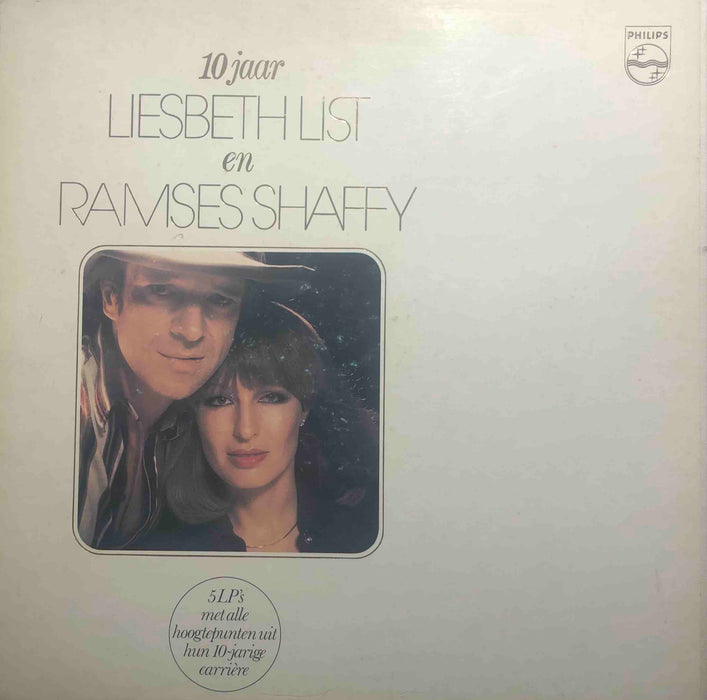 PHILIPS
10 jaar
LIESBETH LIST
en
RAMSES SHAFFY
5 LP's
met alle
hoogtepunten uit
hun 10-jarige
carrière